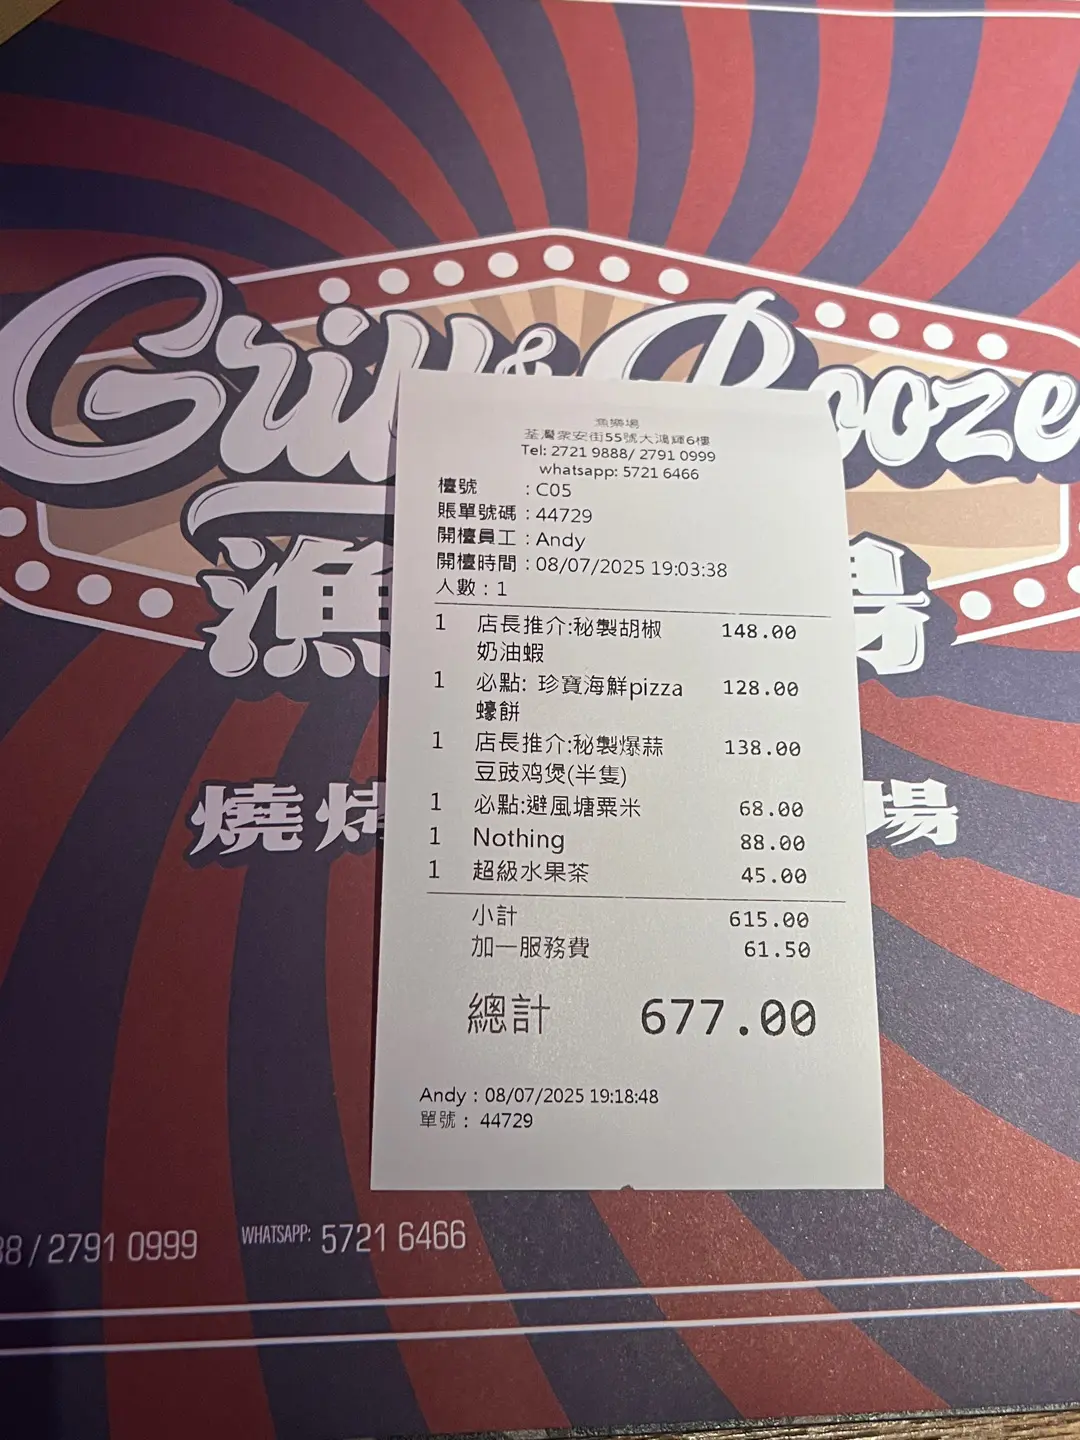 Grill & Booze
漁
場
燒烤
場
魚樂場
荃灣眾安街55號大鴻輝6樓
Tel: 2721 9888/ 2791 0999
whatsapp: 5721 6466
檯號 : C05
賬單號碼 : 44729
開檯員工 : Andy
開檯時間 : 08/07/2025 19:03:38
人數 : 1
1 店長推介:秘製胡椒 148.00
奶油蝦
1 必點: 珍寶海鮮pizza 128.00
蠔餅
1 店長推介:秘製爆蒜 138.00
豆豉鸡煲(半隻)
1 必點:避風塘粟米 68.00
1 Nothing 88.00
1 超級水果茶 45.00
小計 615.00
加一服務費 61.50
總計 677.00
Andy : 08/07/2025 19:18:48
單號 : 44729
88 / 2791 0999 WHATSAPP: 5721 6466